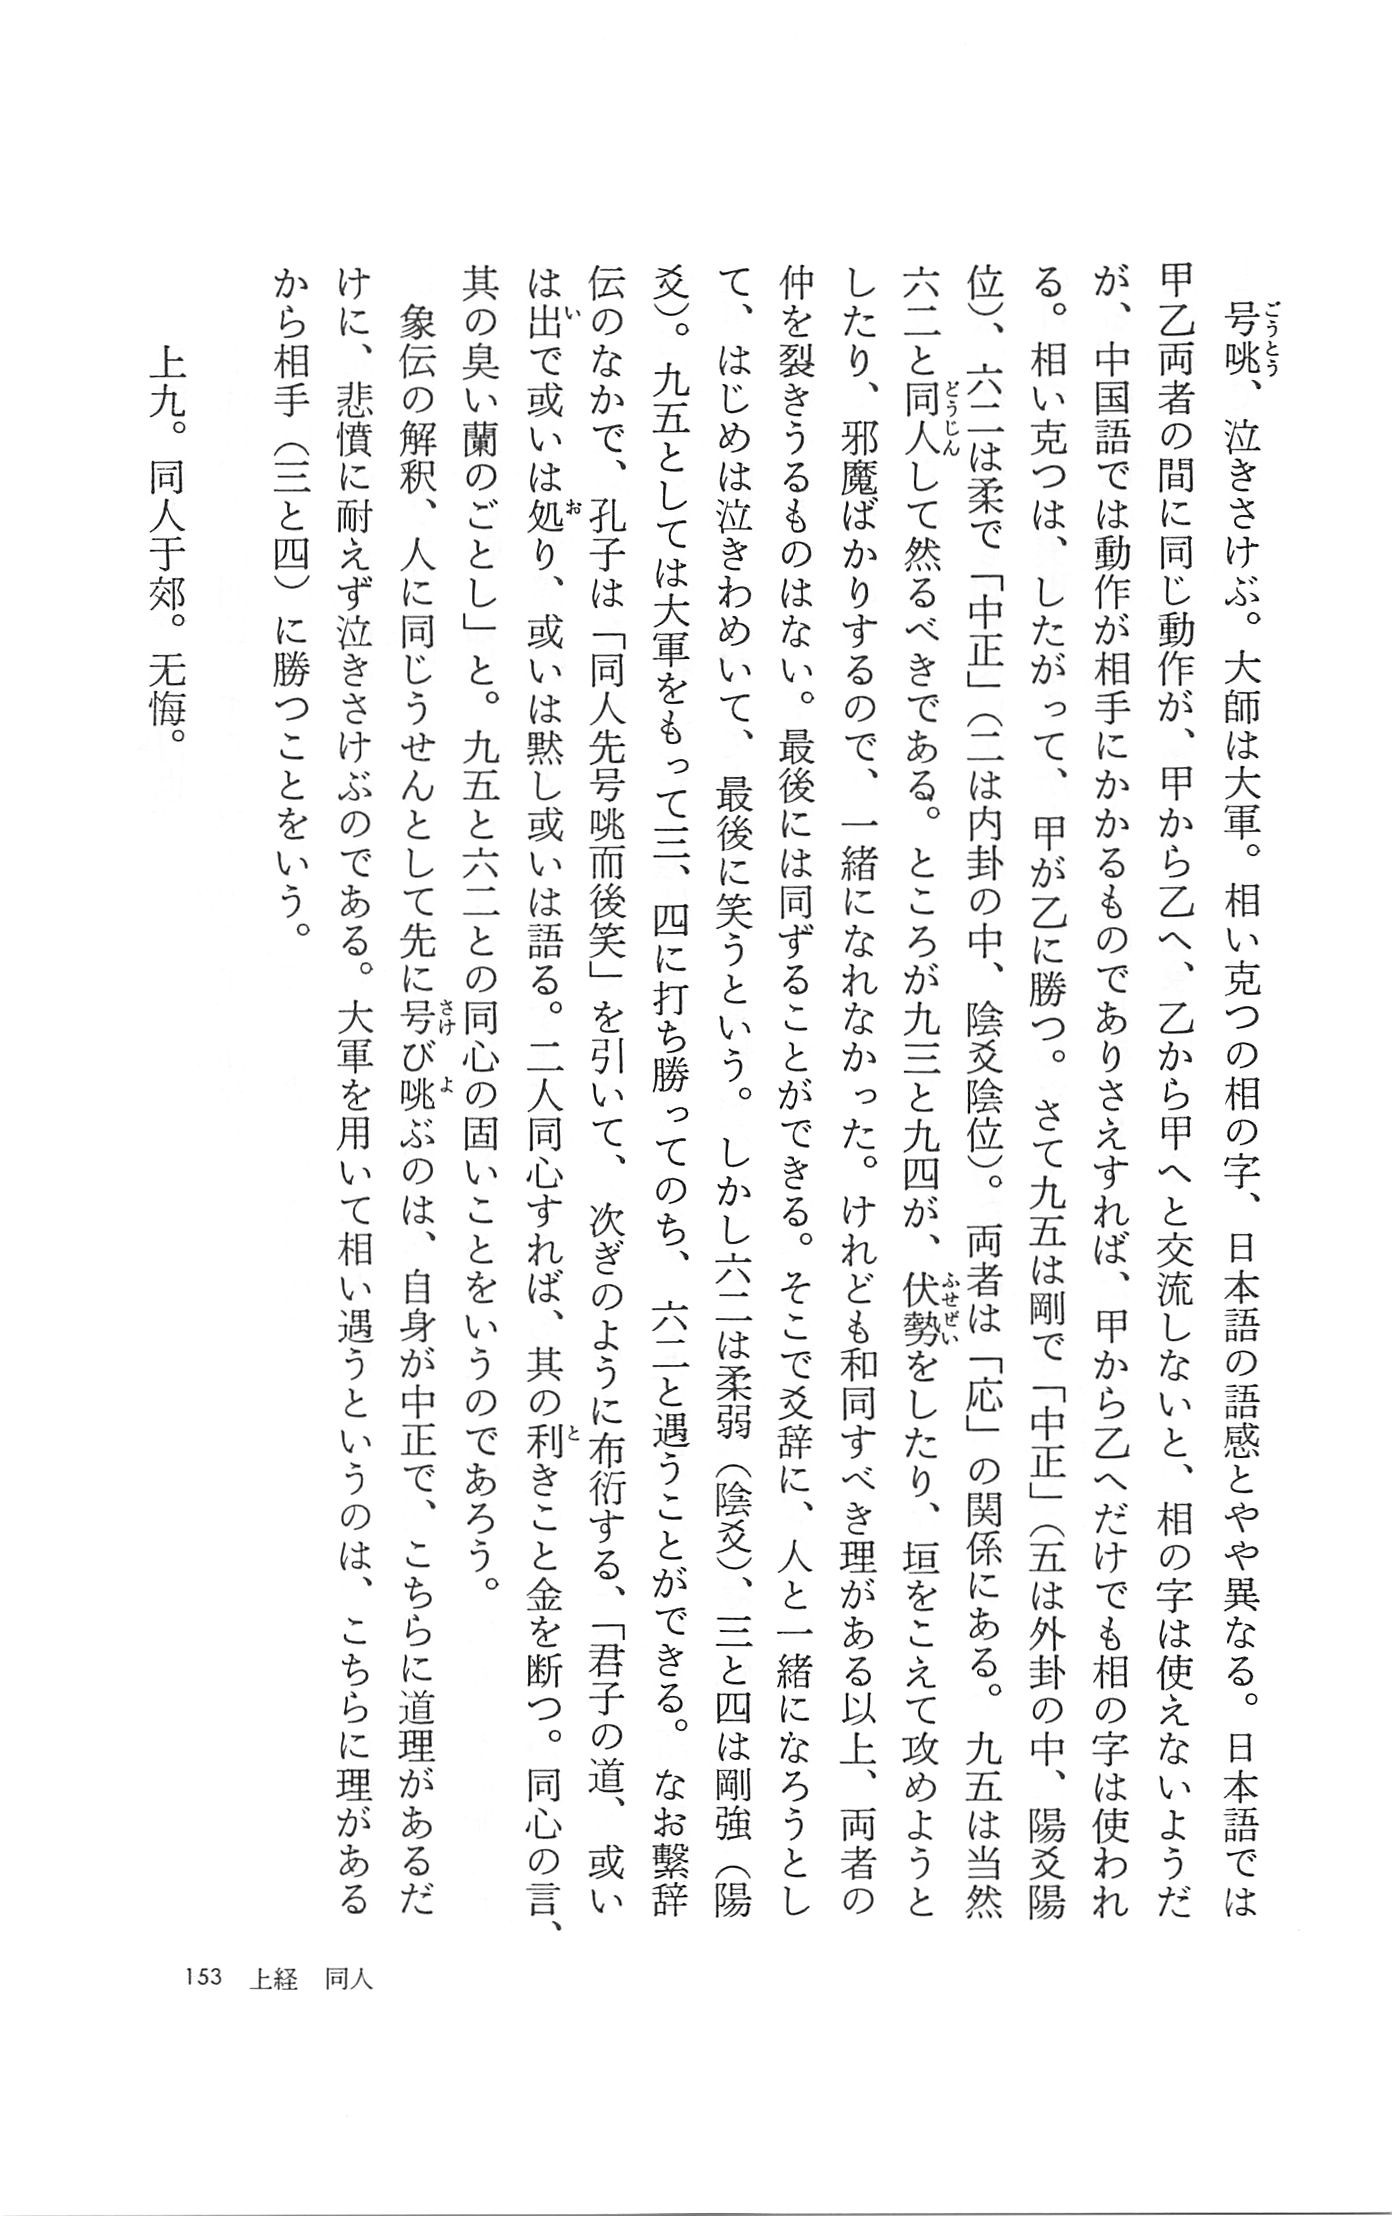 号咷、泣きさけぶ。大師は大軍。相い克つの相の字、日本語の語感とやや異なる。日本語では
甲乙両者の間に同じ動作が、甲から乙へ、乙から甲へと交流しないと、相の字は使えないようだ
が、中国語では動作が相手にかかるものでありさえすれば、甲から乙へだけでも相の字は使われ
る。相い克つは、したがって、甲が乙に勝つ。さて九五は剛で「中正」（五は外卦の中、陽爻陽
位）、六二は柔で「中正」（二は内卦の中、陰爻陰位）。両者は「応」の関係にある。九五は当然
六二と同人して然るべきである。ところが九三と九四が、伏勢をしたり、垣をこえて攻めようと
したり、邪魔ばかりするので、一緒になれなかった。けれども和同すべき理がある以上、両者の
仲を裂きうるものはない。最後には同ずることができる。そこで爻辞に、人と一緒になろうとし
て、はじめは泣きわめいて、最後に笑うという。しかし六二は柔弱（陰爻）、三と四は剛強（陽
爻）。九五としては大軍をもって三、四に打ち勝ってのち、六二と遇うことができる。なお繋辞
伝のなかで、孔子は「同人先号咷而後笑」を引いて、次ぎのように布衍する、「君子の道、或い
は出で或いは処り、或いは黙し或いは語る。二人同心すれば、其の利きこと金を断つ。同心の言、
其の臭い蘭のごとし」と。九五と六二との同心の固いことをいうのであろう。
象伝の解釈、人に同じうせんとして先に号び咷ぶのは、自身が中正で、こちらに道理があるだ
けに、悲憤に耐えず泣きさけぶのである。大軍を用いて相い遇うというのは、こちらに理がある
から相手（三と四）に勝つことをいう。
上九。同人于郊。无悔。
153 上経 同人